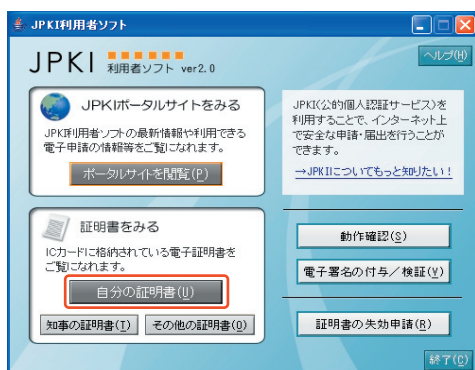 JPKI利用者ソフト
JPKI 利用者ソフト ver2.0
ヘルプ(H)
JPKIポータルサイトをみる
JPKI利用者ソフトの最新情報や利用できる
電子申請の情報等をご覧になれます。
ポータルサイトを閲覧(P)
JPKI(公的個人認証サービス)を
利用することで、インターネット上
で安全な申請・届出を行うことが
できます。
→JPKIについてもっと知りたい!
証明書をみる
ICカードに格納されている電子証明書を
ご覧になれます。
自分の証明書(U)
知事の証明書(I)
その他の証明書(O)
動作確認(S)
電子署名の付与/検証(V)
証明書の失効申請(R)
終了(C)